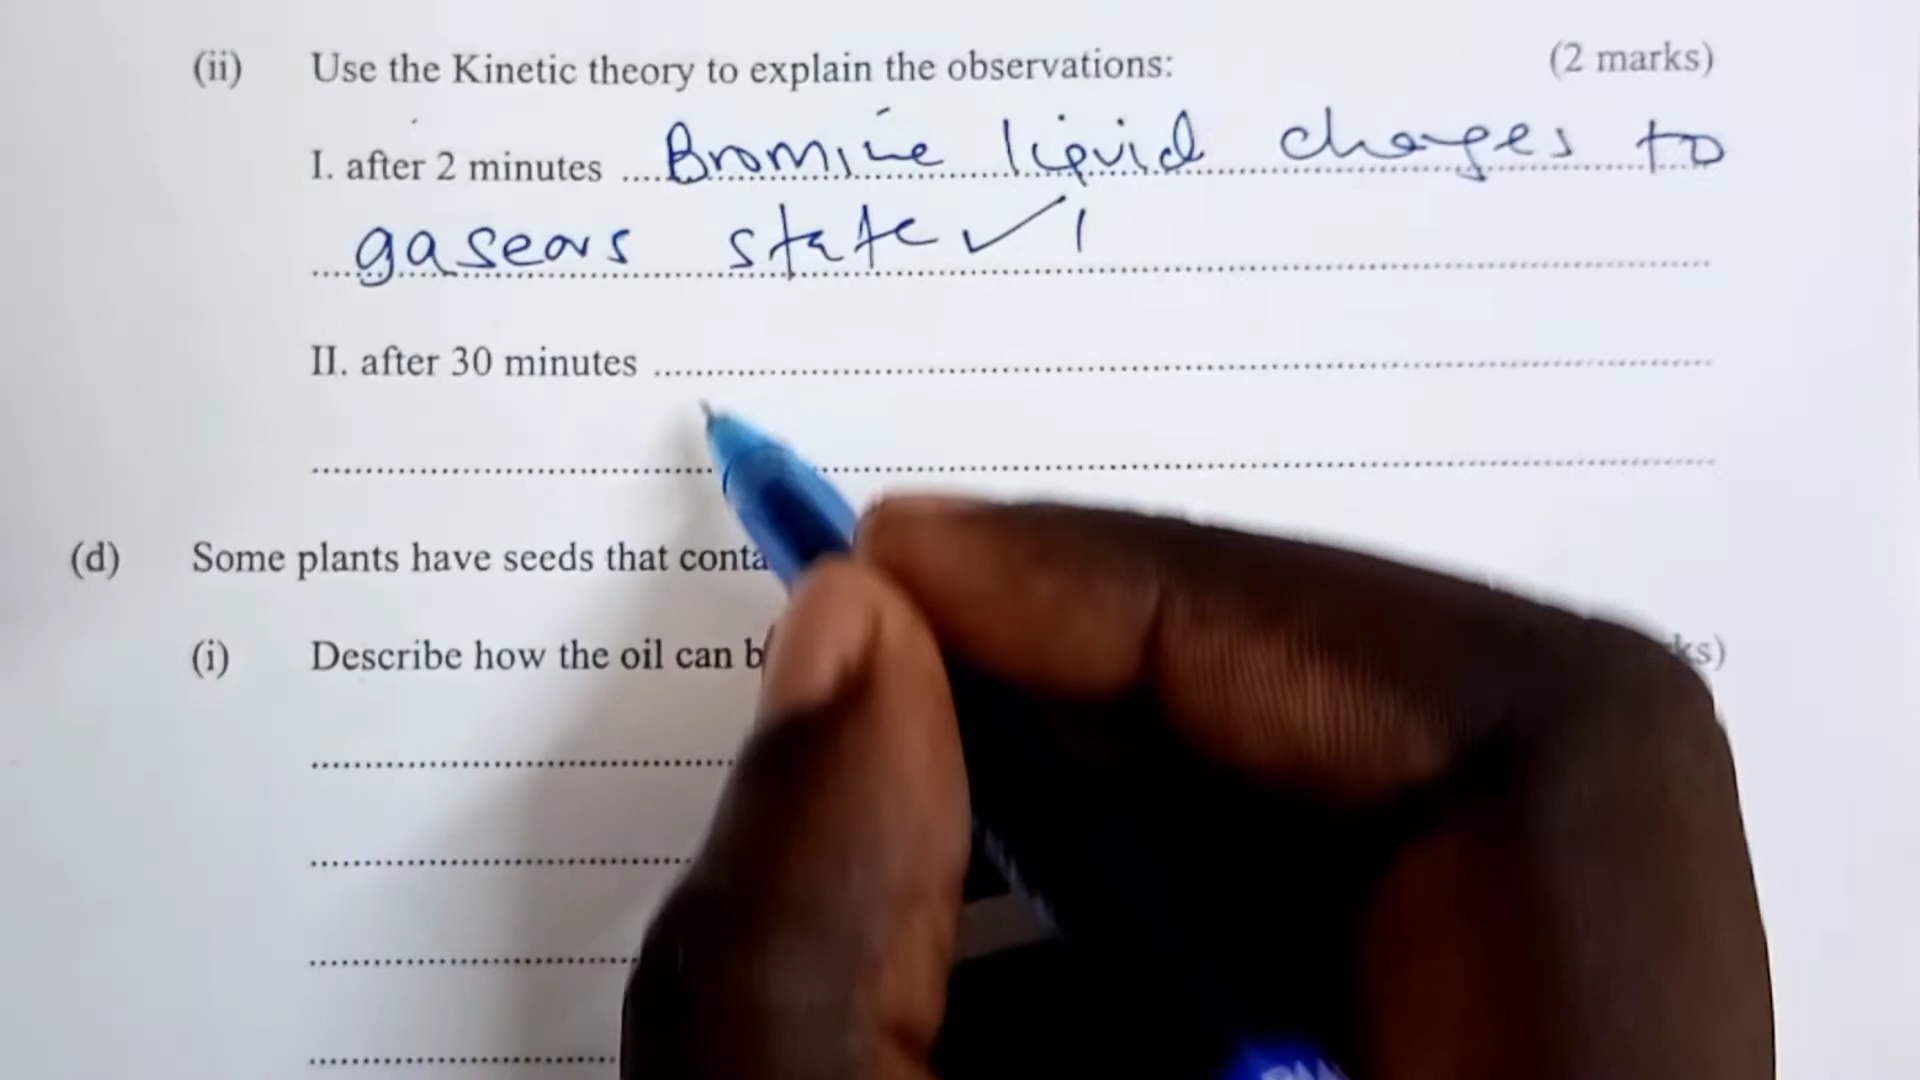 (ii) Use the Kinetic theory to explain the observations: (2 marks)
I. after 2 minutes ....Bromine liquid changes to
gaseous state ✓1
II. after 30 minutes
(d) Some plants have seeds that conta
(i) Describe how the oil can b ks)